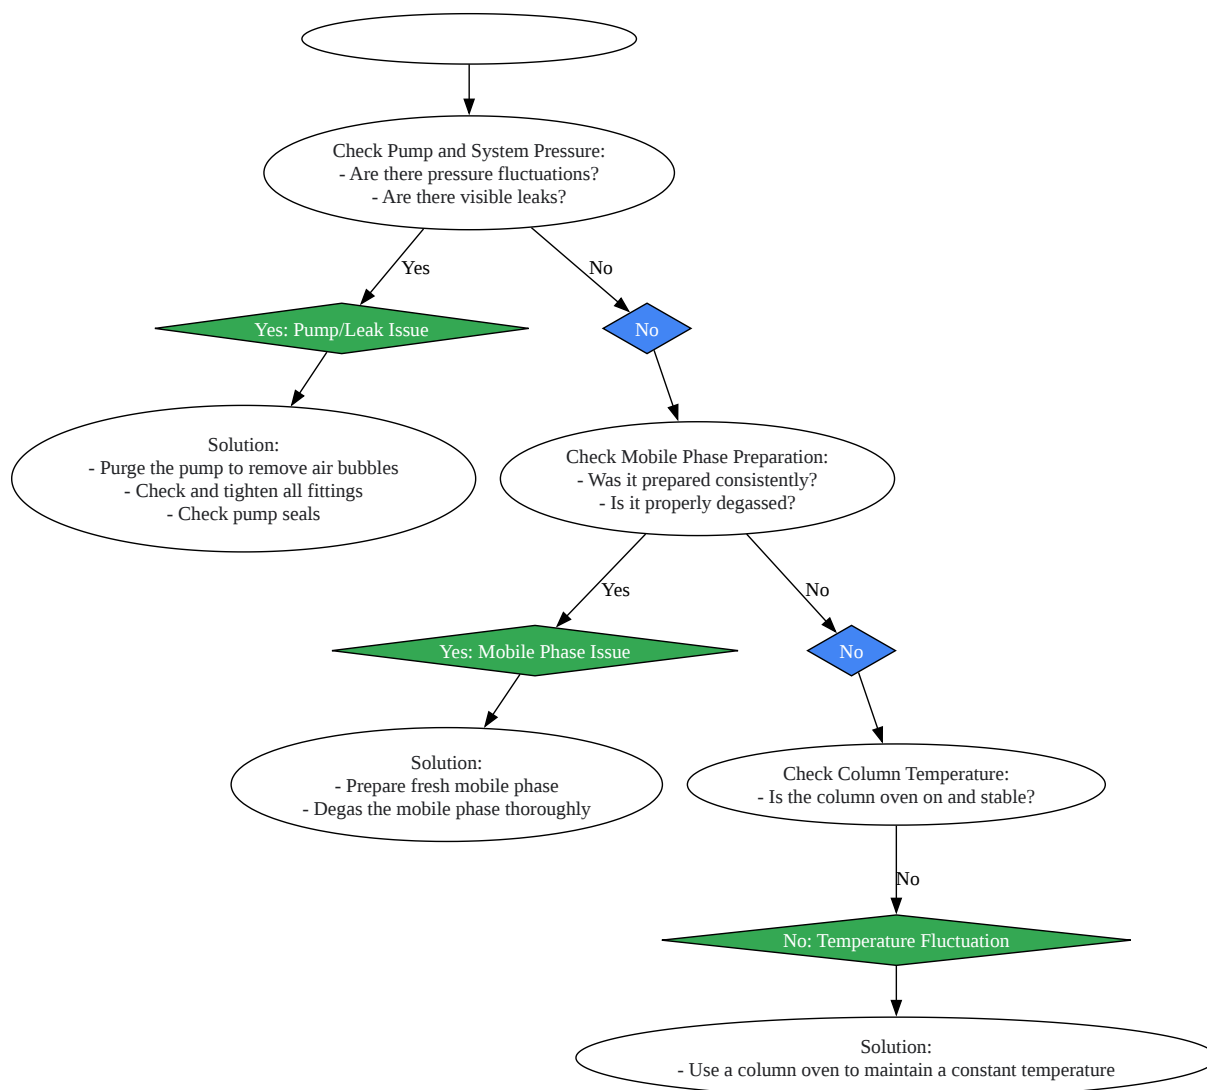 Check Pump and System Pressure:
- Are there pressure fluctuations?
- Are there visible leaks?
Yes
No
Yes: Pump/Leak Issue
No
Solution:
- Purge the pump to remove air bubbles
- Check and tighten all fittings
- Check pump seals
Check Mobile Phase Preparation:
- Was it prepared consistently?
- Is it properly degassed?
Yes
No
Yes: Mobile Phase Issue
No
Solution:
- Prepare fresh mobile phase
- Degas the mobile phase thoroughly
Check Column Temperature:
- Is the column oven on and stable?
No
No: Temperature Fluctuation
Solution:
- Use a column oven to maintain a constant temperature